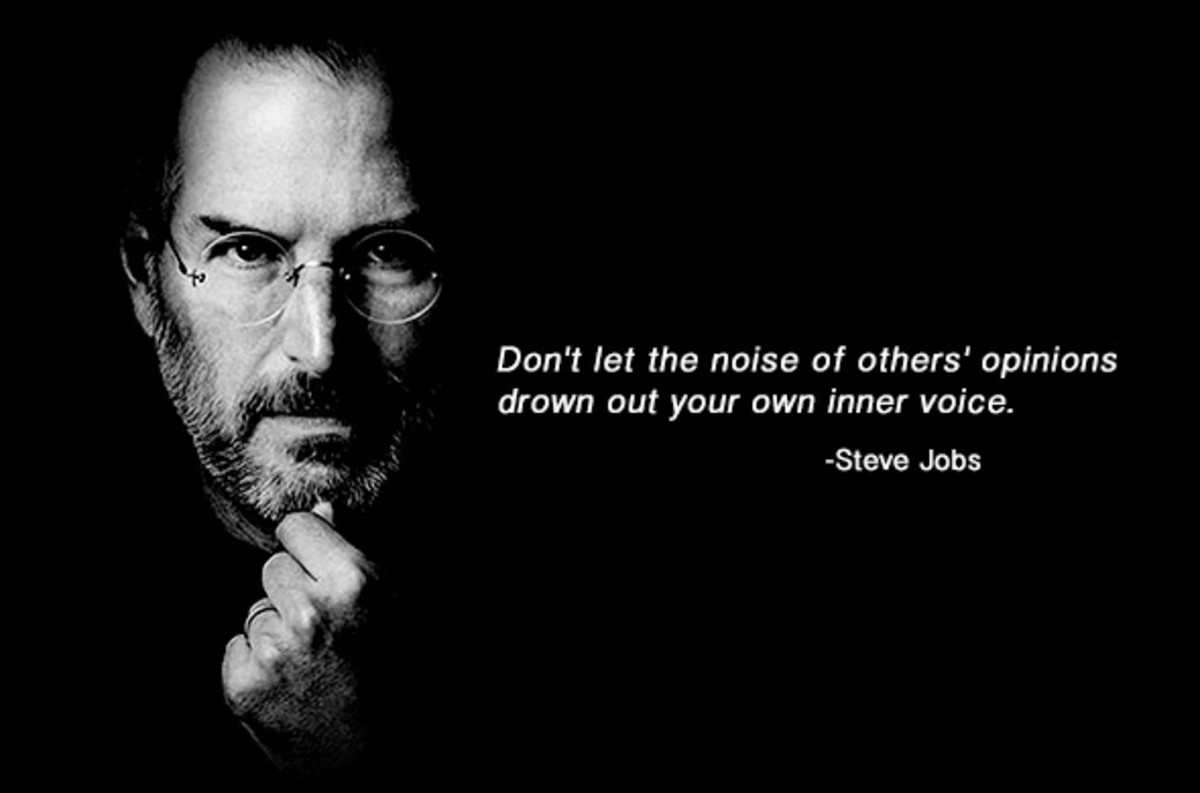 Don't let the noise of others' opinions
drown out your own inner voice.
-Steve Jobs